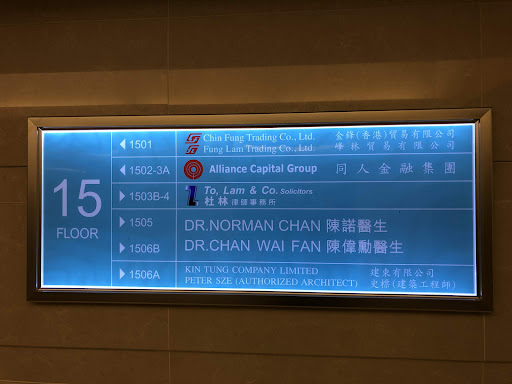 15
FLOOR
1501 Chin Fung Trading Co., Ltd. 金鋒(香港)貿易有限公司
Fung Lam Trading Co., Ltd. 峰林貿易有限公司
1502-3A Alliance Capital Group 同人金融集團
1503B-4 To, Lam & Co. Solicitors
杜林律師事務所
1505 DR.NORMAN CHAN 陳諾醫生
1506B DR.CHAN WAI FAN 陳偉勳醫生
1506A KIN TUNG COMPANY LIMITED 建東有限公司
PETER SZE (AUTHORIZED ARCHITECT) 史標(建築工程師)